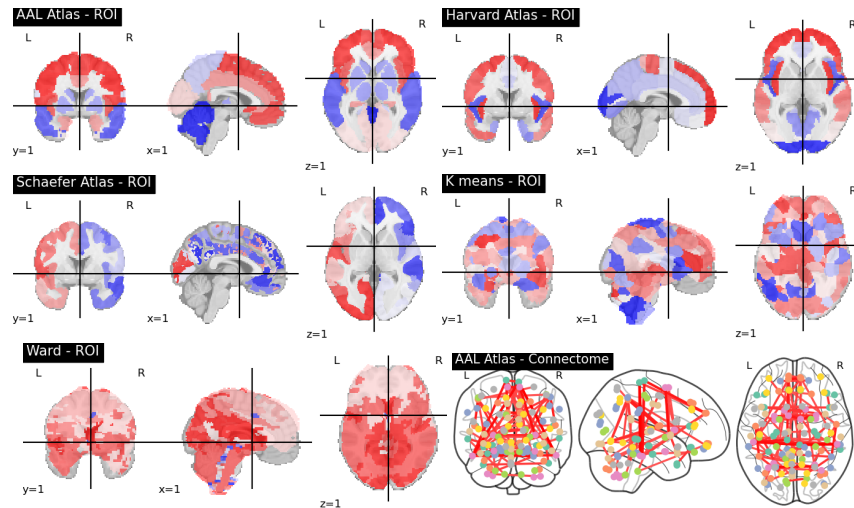 AAL Atlas - ROI
L R
y=1 x=1 z=1
Harvard Atlas - ROI
L R
y=1 x=1 z=1
Schaefer Atlas - ROI
L R
y=1 x=1 z=1
K means - ROI
L R
y=1 x=1 z=1
Ward - ROI
L R L R
y=1 x=1 z=1
AAL Atlas - Connectome
L R L R